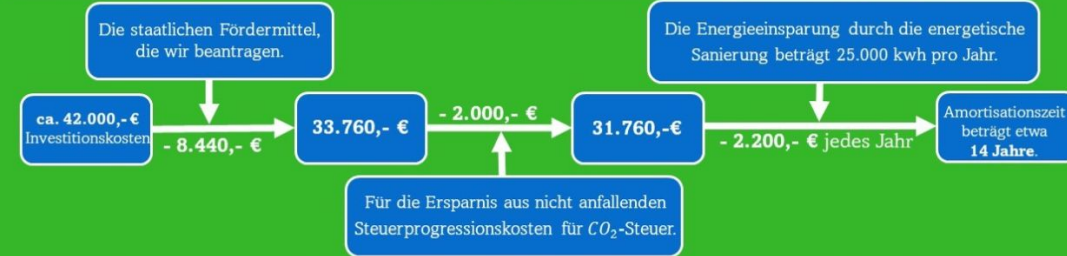 Die staatlichen Fördermittel,
die wir beantragen.
Die Energieeinsparung durch die energetische
Sanierung beträgt 25.000 kwh pro Jahr.
ca. 42.000,-€
Investitionskosten
- 8.440,- €
33.760,- €
- 2.000,- €
31.760,-€
- 2.200,- € jedes Jahr
Amortisationszeit
beträgt etwa
14 Jahre.
Für die Ersparnis aus nicht anfallenden
Steuerprogressionskosten für CO₂-Steuer.